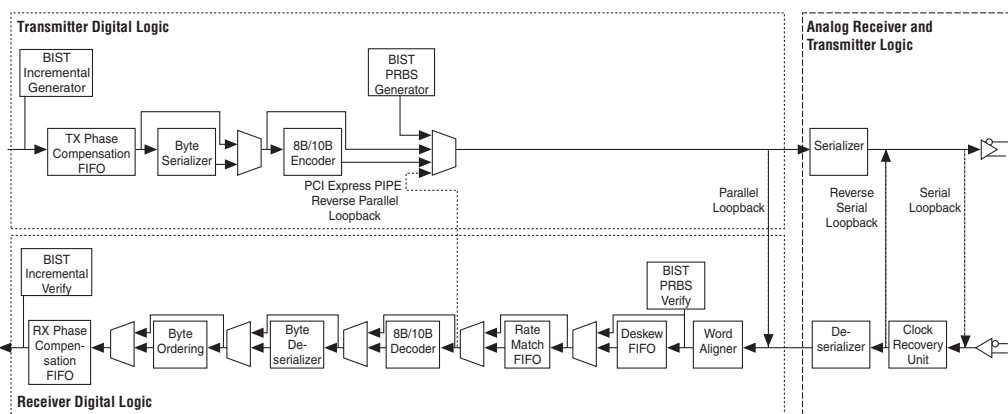 Transmitter Digital Logic
Analog Receiver and
Transmitter Logic
BIST
Incremental
Generator
BIST
PRBS
Generator
TX Phase
Compensation
FIFO
Byte
Serializer
8B/10B
Encoder
Serializer
PCI Express PIPE
Reverse Parallel
Loopback
Parallel
Loopback
Reverse
Serial
Loopback
Serial
Loopback
BIST
Incremental
Verify
BIST
PRBS
Verify
RX Phase
Compen-
sation
FIFO
Byte
Ordering
Byte
De-
serializer
8B/10B
Decoder
Rate
Match
FIFO
Deskew
FIFO
Word
Aligner
De-
serializer
Clock
Recovery
Unit
Receiver Digital Logic